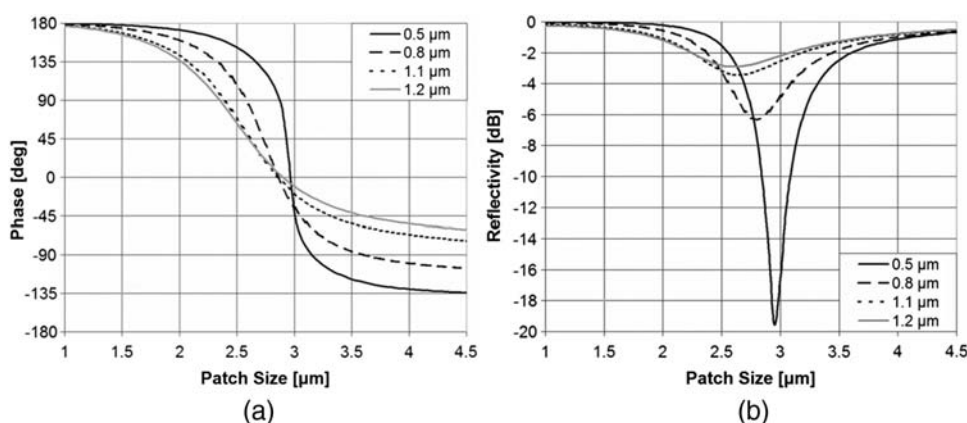 180
135
90
45
0
-45
-90
-135
-180
Phase [deg]
0.5 µm
0.8 µm
1.1 µm
1.2 µm
1 1.5 2 2.5 3 3.5 4 4.5
Patch Size [µm]
(a)
0
-2
-4
-6
-8
-10
-12
-14
-16
-18
-20
Reflectivity [dB]
0.5 µm
0.8 µm
1.1 µm
1.2 µm
1 1.5 2 2.5 3 3.5 4 4.5
Patch Size [µm]
(b)